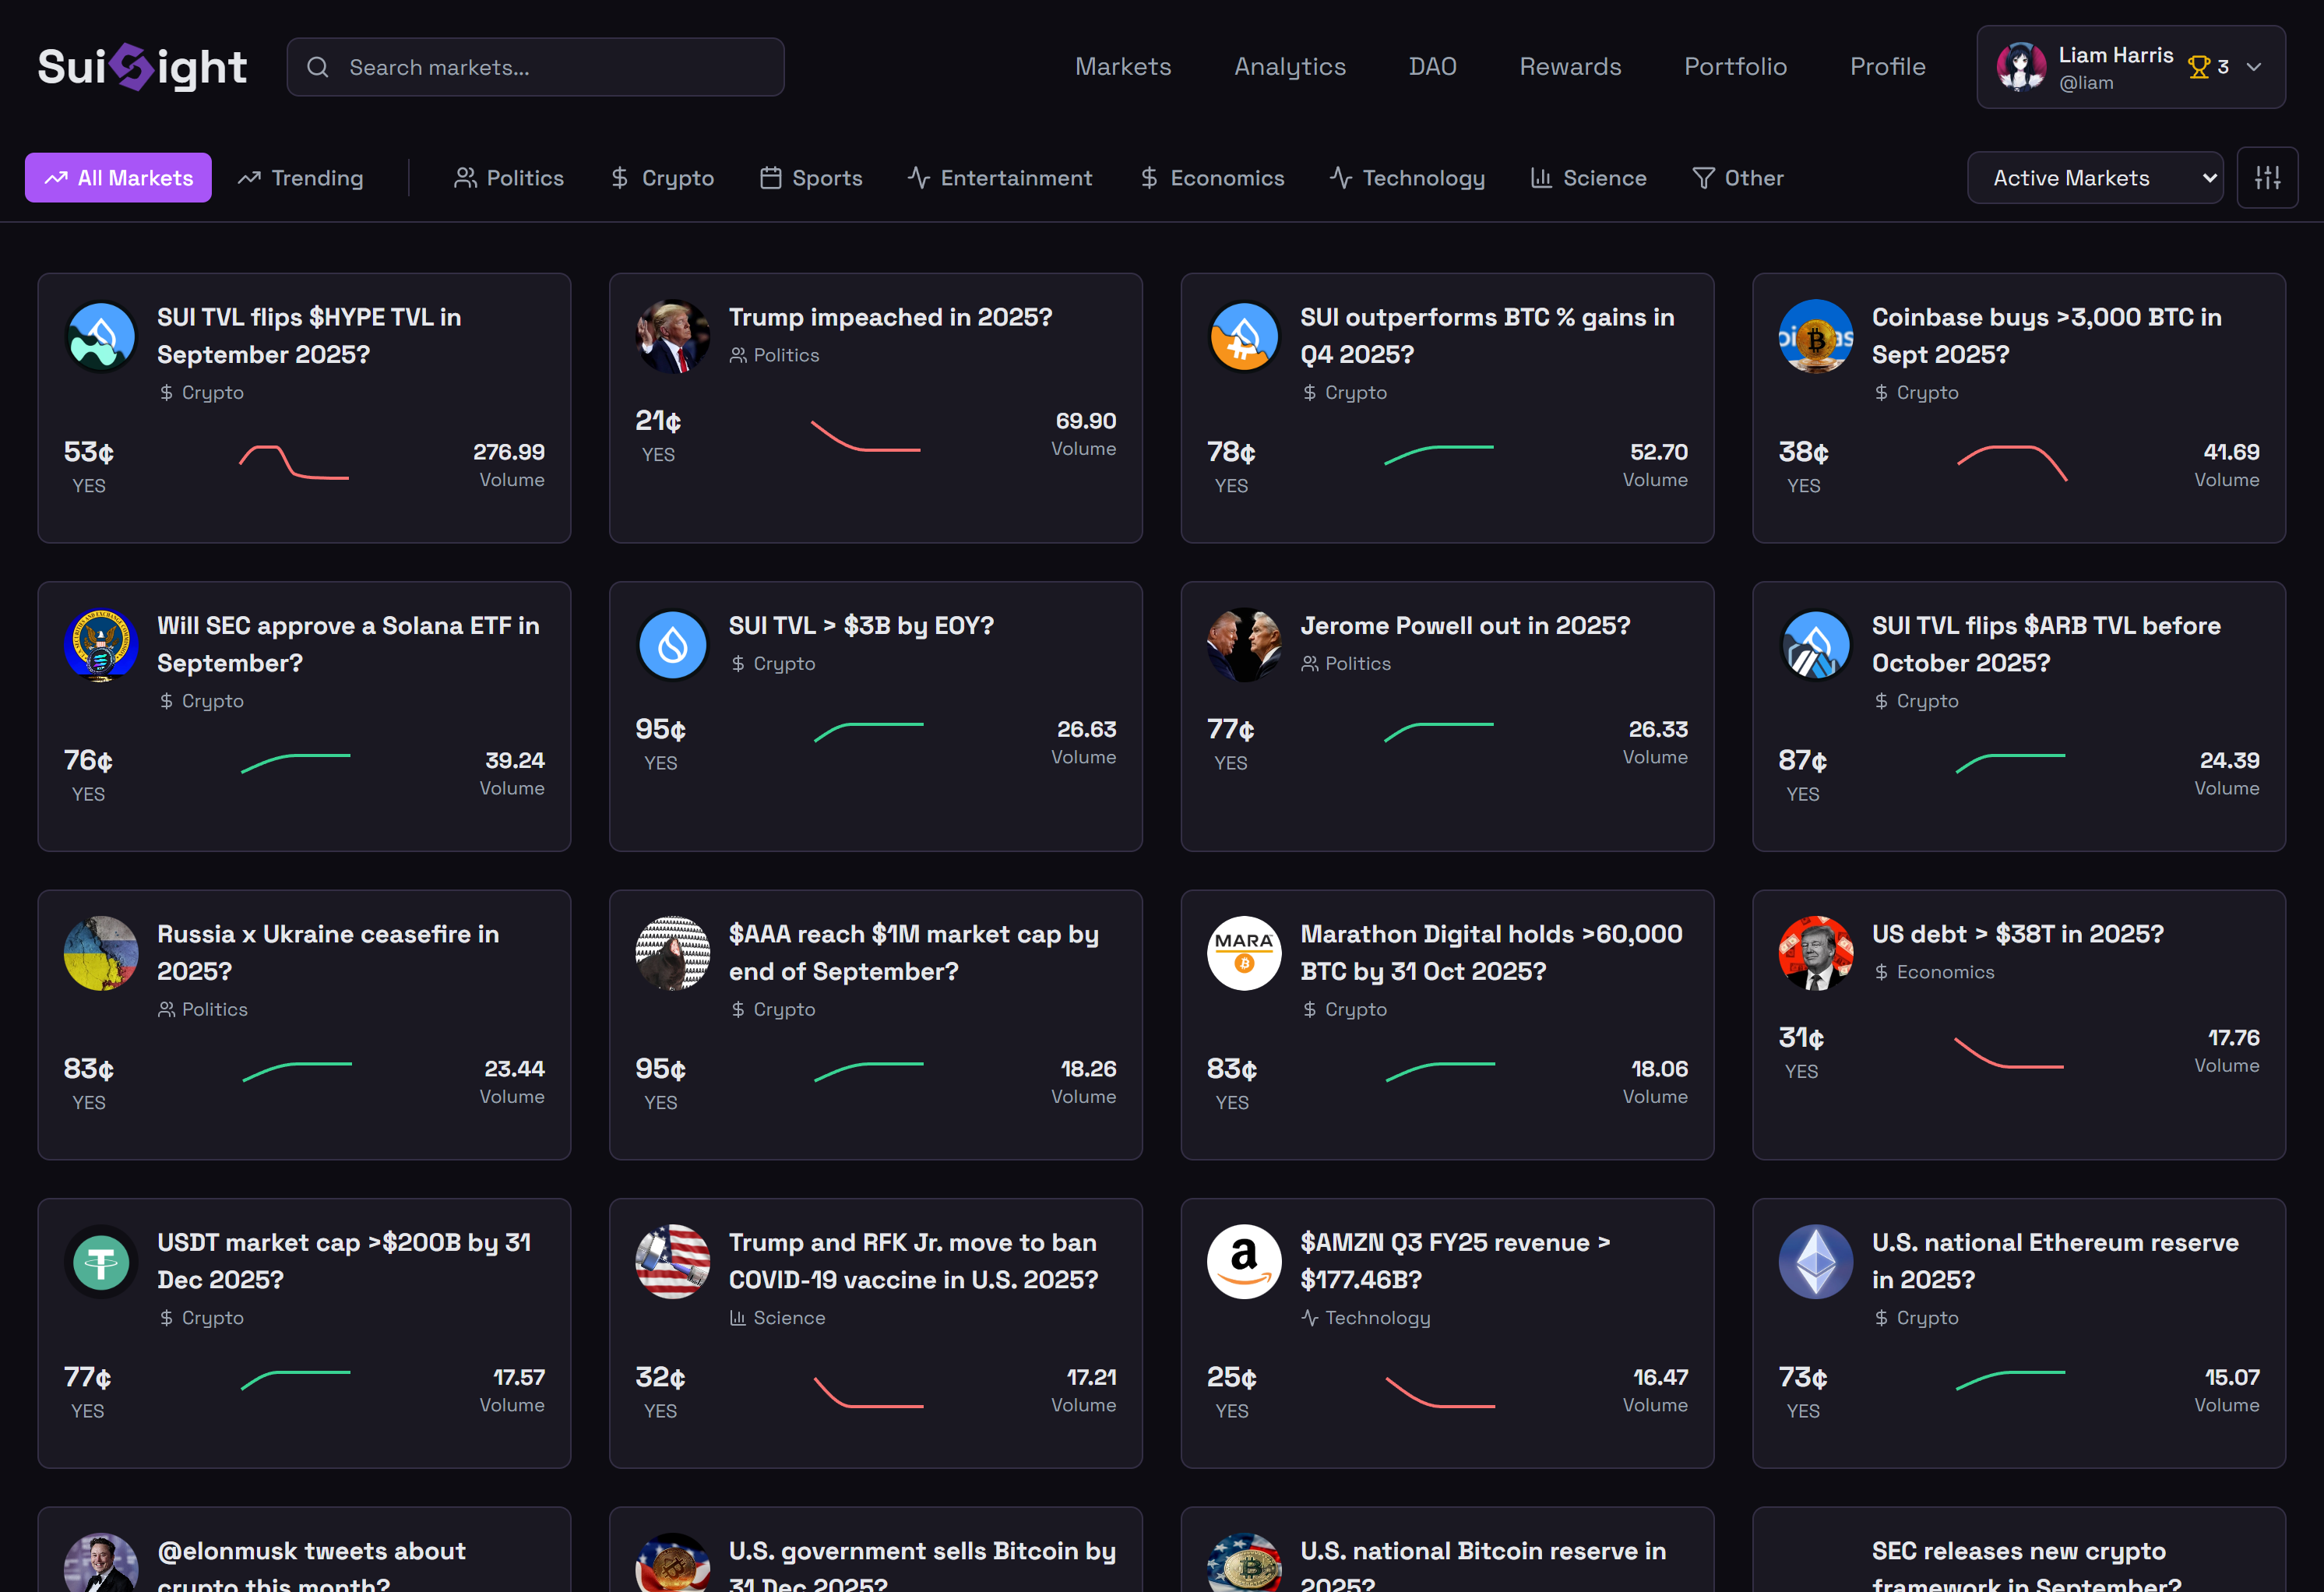 SuiSight
Search markets...
Markets
Analytics
DAO
Rewards
Portfolio
Profile
Liam Harris
@liam
3
All Markets
Trending
Politics
Crypto
Sports
Entertainment
Economics
Technology
Science
Other
Active Markets
SUI TVL flips $HYPE TVL in
September 2025?
Crypto
53¢
YES
276.99
Volume
Trump impeached in 2025?
Politics
21¢
YES
69.90
Volume
SUI outperforms BTC % gains in
Q4 2025?
Crypto
78¢
YES
52.70
Volume
Coinbase buys >3,000 BTC in
Sept 2025?
Crypto
38¢
YES
41.69
Volume
Will SEC approve a Solana ETF in
September?
Crypto
76¢
YES
39.24
Volume
SUI TVL > $3B by EOY?
Crypto
95¢
YES
26.63
Volume
Jerome Powell out in 2025?
Politics
77¢
YES
26.33
Volume
SUI TVL flips $ARB TVL before
October 2025?
Crypto
87¢
YES
24.39
Volume
Russia x Ukraine ceasefire in
2025?
Politics
83¢
YES
23.44
Volume
$AAA reach $1M market cap by
end of September?
Crypto
95¢
YES
18.26
Volume
MARA
Marathon Digital holds >60,000
BTC by 31 Oct 2025?
Crypto
83¢
YES
18.06
Volume
US debt > $38T in 2025?
Economics
31¢
YES
17.76
Volume
USDT market cap >$200B by 31
Dec 2025?
Crypto
77¢
YES
17.57
Volume
Trump and RFK Jr. move to ban
COVID-19 vaccine in U.S. 2025?
Science
32¢
YES
17.21
Volume
a
$AMZN Q3 FY25 revenue >
$177.46B?
Technology
25¢
YES
16.47
Volume
U.S. national Ethereum reserve
in 2025?
Crypto
73¢
YES
15.07
Volume
@elonmusk tweets about
crypto this month?
U.S. government sells Bitcoin by
31 Dec 2025?
U.S. national Bitcoin reserve in
2025?
SEC releases new crypto
framework in September?